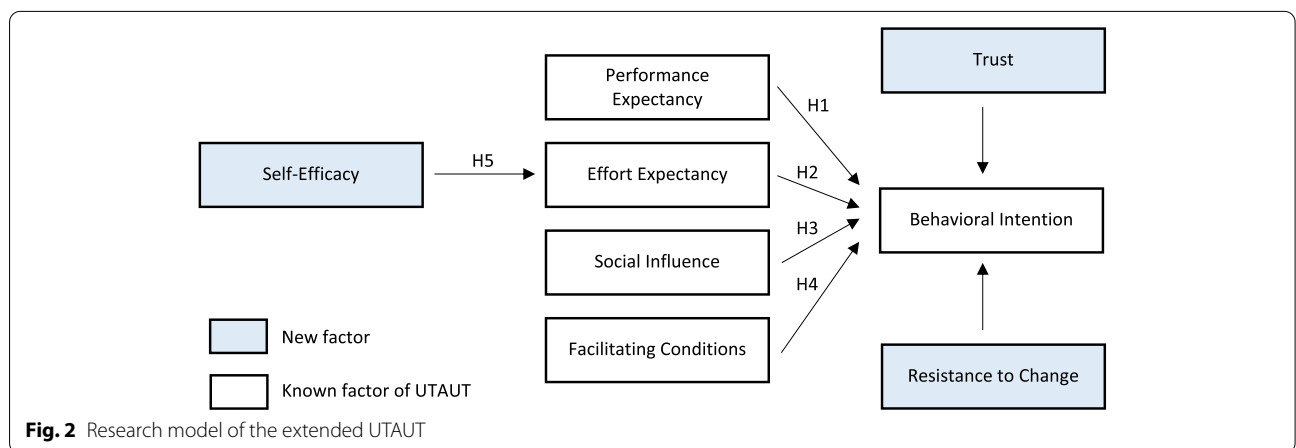 Trust
Performance
Expectancy
H1
Self-Efficacy
H5
Effort Expectancy
H2
Behavioral Intention
Social Influence
H3
H4
Facilitating Conditions
Resistance to Change
New factor
Known factor of UTAUT
Fig. 2 Research model of the extended UTAUT